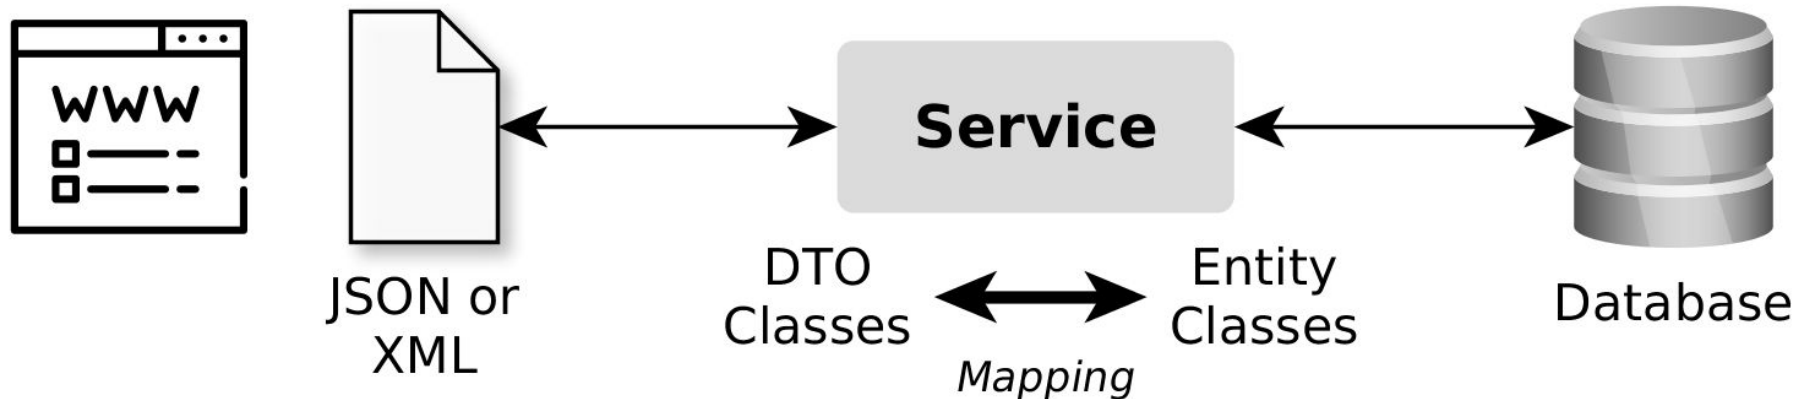 WWW
Service
JSON or
XML
DTO
Classes
Entity
Classes
Mapping
Database